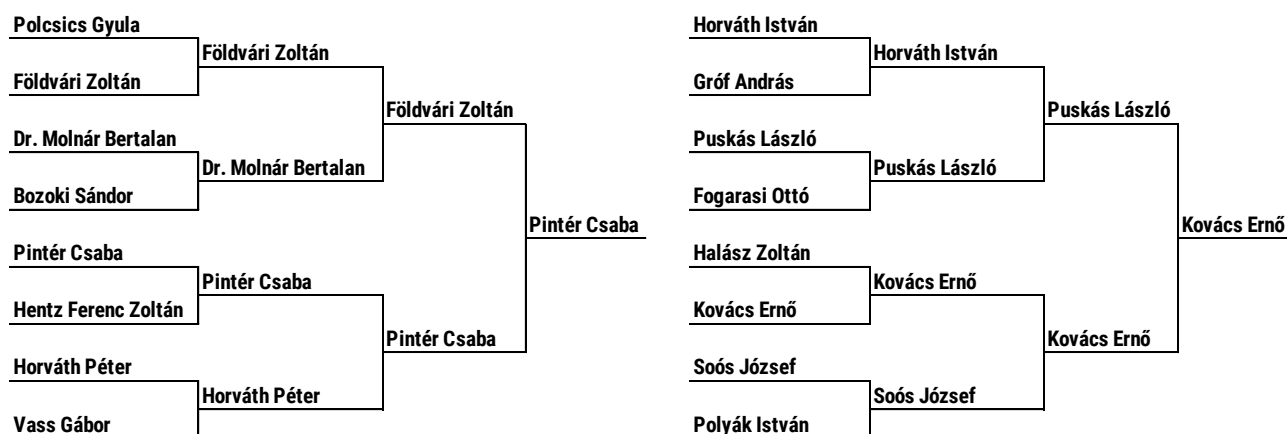 Polcsics Gyula
Földvári Zoltán
Földvári Zoltán
Földvári Zoltán
Dr. Molnár Bertalan
Dr. Molnár Bertalan
Bozoki Sándor
Pintér Csaba
Pintér Csaba
Pintér Csaba
Hentz Ferenc Zoltán
Pintér Csaba
Horváth Péter
Horváth Péter
Vass Gábor
Horváth István
Horváth István
Gróf András
Puskás László
Puskás László
Puskás László
Fogarasi Ottó
Kovács Ernő
Halász Zoltán
Kovács Ernő
Kovács Ernő
Kovács Ernő
Soós József
Soós József
Polyák István